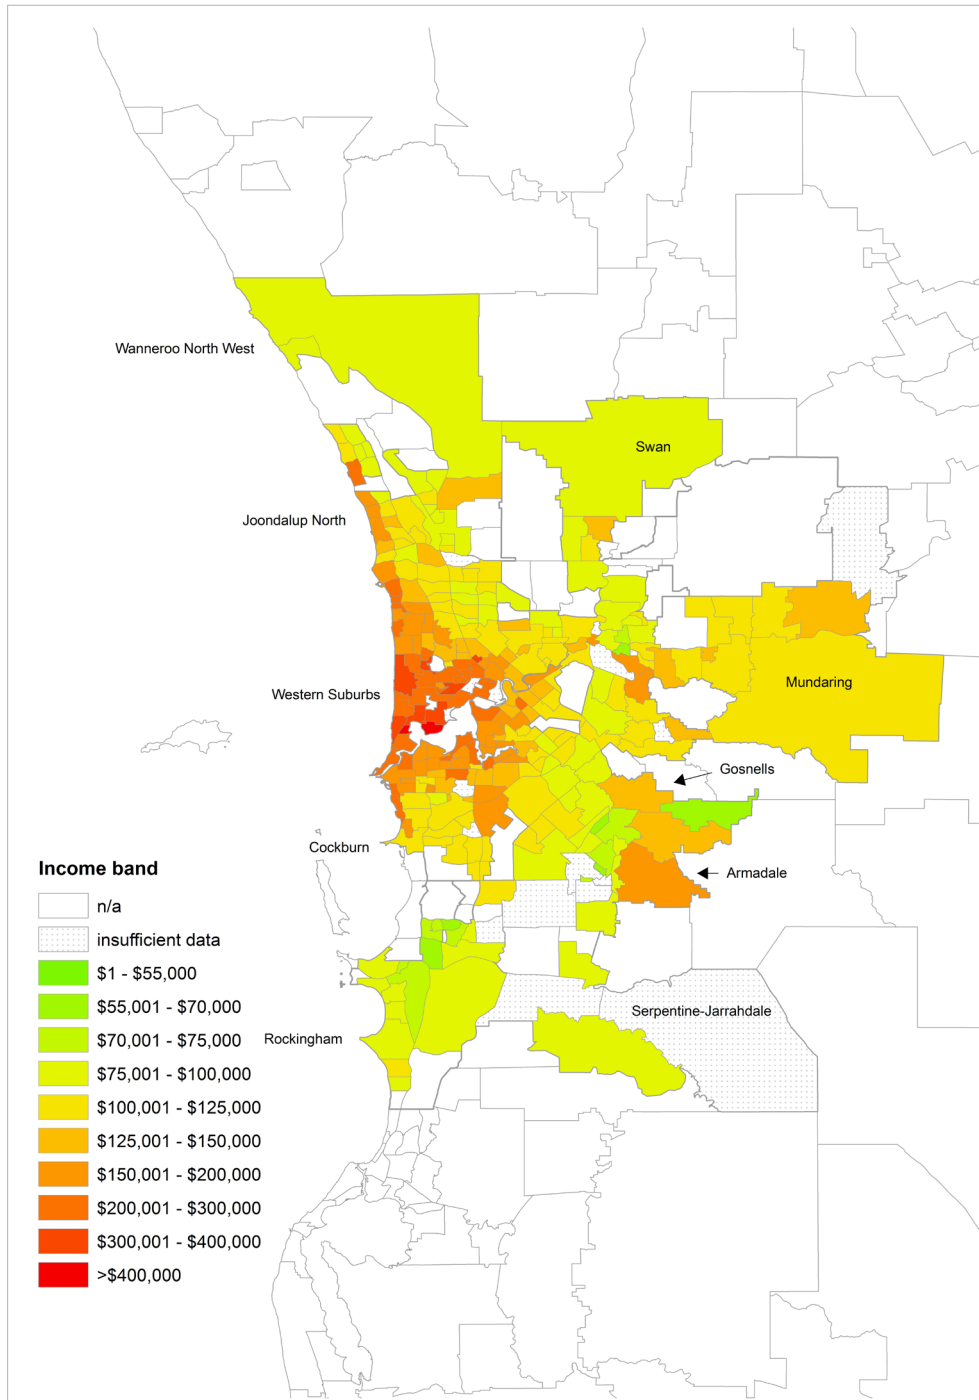 Wanneroo North West
Swan
Joondalup North
Mundaring
Western Suburbs
Gosnells
Cockburn
Armadale
Serpentine-Jarrahdale
Rockingham
Income band
n/a
insufficient data
$1 - $55,000
$55,001 - $70,000
$70,001 - $75,000
$75,001 - $100,000
$100,001 - $125,000
$125,001 - $150,000
$150,001 - $200,000
$200,001 - $300,000
$300,001 - $400,000
>$400,000